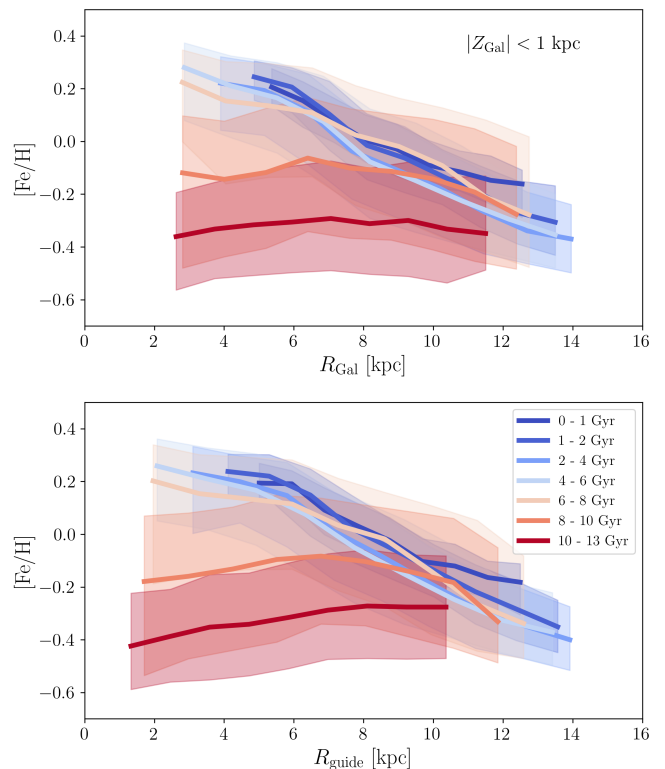 0.4
0.2
0.0
−0.2
−0.4
−0.6
[Fe/H]
|Z_Gal| < 1 kpc
0 2 4 6 8 10 12 14 16
R_Gal [kpc]
0.4
0.2
0.0
−0.2
−0.4
−0.6
[Fe/H]
0 - 1 Gyr
1 - 2 Gyr
2 - 4 Gyr
4 - 6 Gyr
6 - 8 Gyr
8 - 10 Gyr
10 - 13 Gyr
0 2 4 6 8 10 12 14 16
R_guide [kpc]